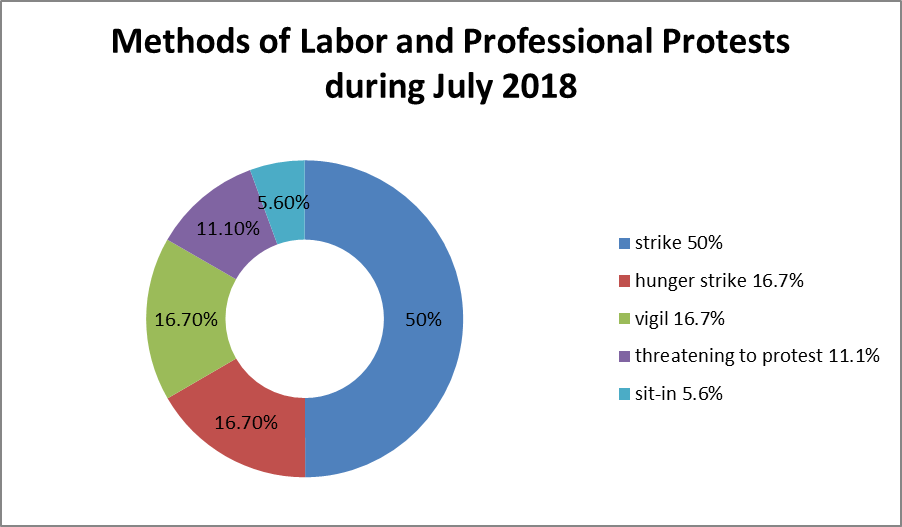 Methods of Labor and Professional Protests
during July 2018
5.60%
11.10%
16.70%
50%
16.70%
strike 50%
hunger strike 16.7%
vigil 16.7%
threatening to protest 11.1%
sit-in 5.6%